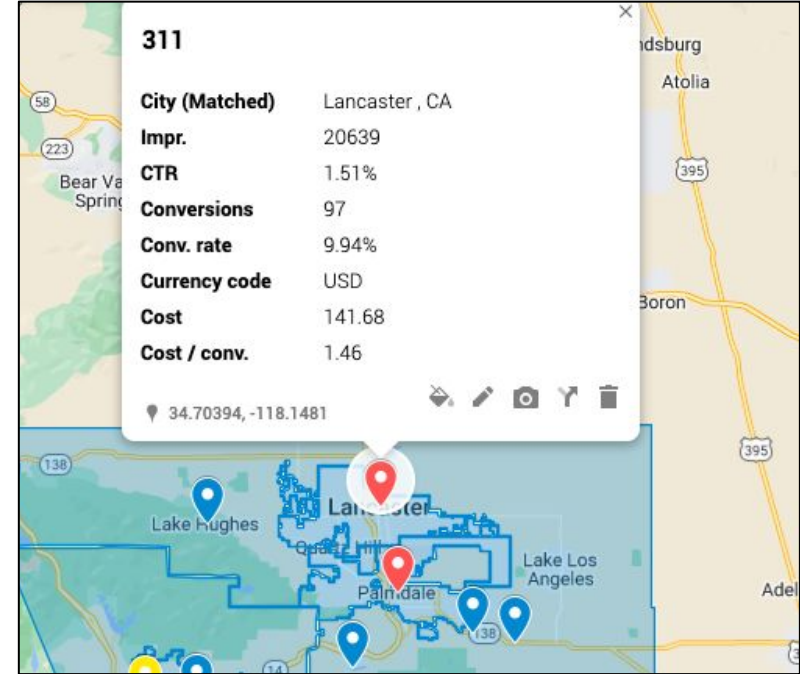 311
City (Matched) Lancaster , CA
Impr. 20639
CTR 1.51%
Conversions 97
Conv. rate 9.94%
Currency code USD
Cost 141.68
Cost / conv. 1.46
34.70394, -118.1481
ndsburg
Atolia
58
223
395
Bear Va
Spring
Boron
138
395
Lancaster
Lake Hughes
Quartz Hill
Lake Los
Angeles
Palmdale
Adel
138
14